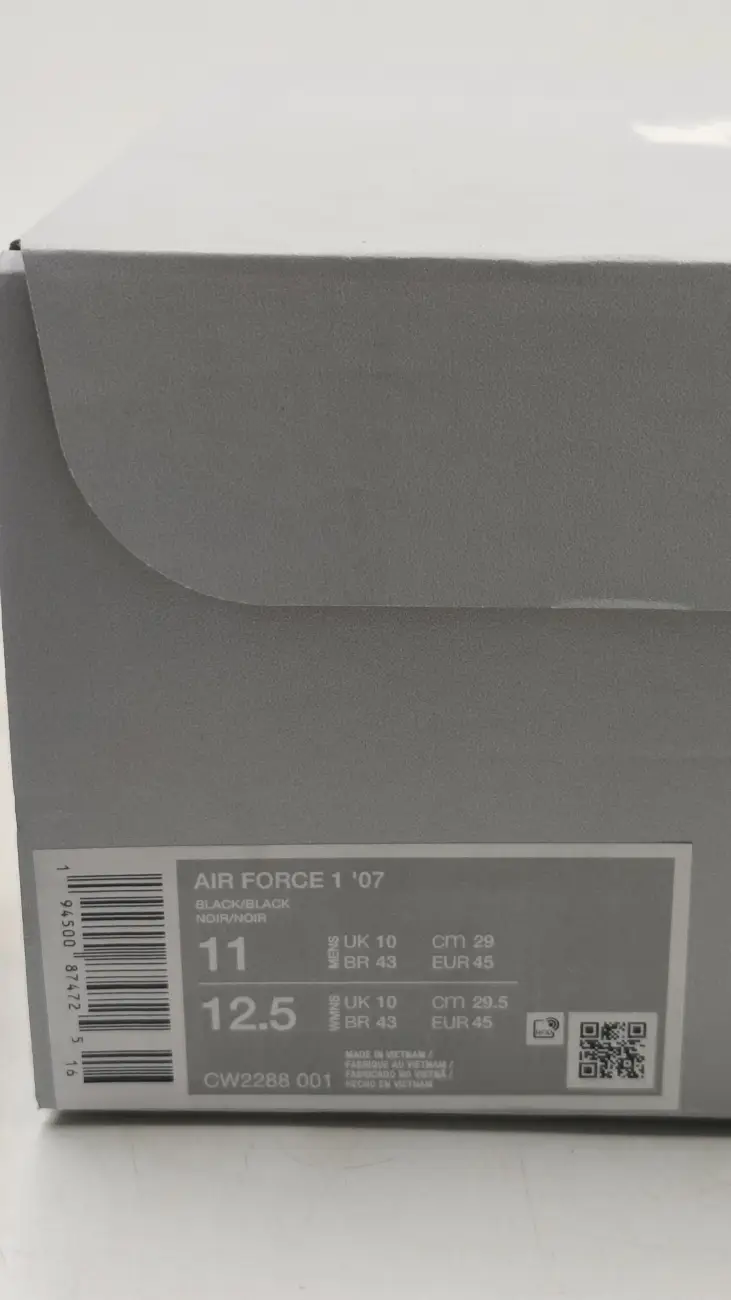 AIR FORCE 1 '07
BLACK/BLACK
NOIR/NOIR
11 MENS UK 10 cm 29
BR 43 EUR 45
12.5 WMNS UK 10 cm 29.5
BR 43 EUR 45
CW2288 001
MADE IN VIETNAM /
FABRIQUÉ AU VIETNAM /
FABRICADO NO VIETNÃ /
HECHO EN VIETNAM
1 94500 87472 5 16